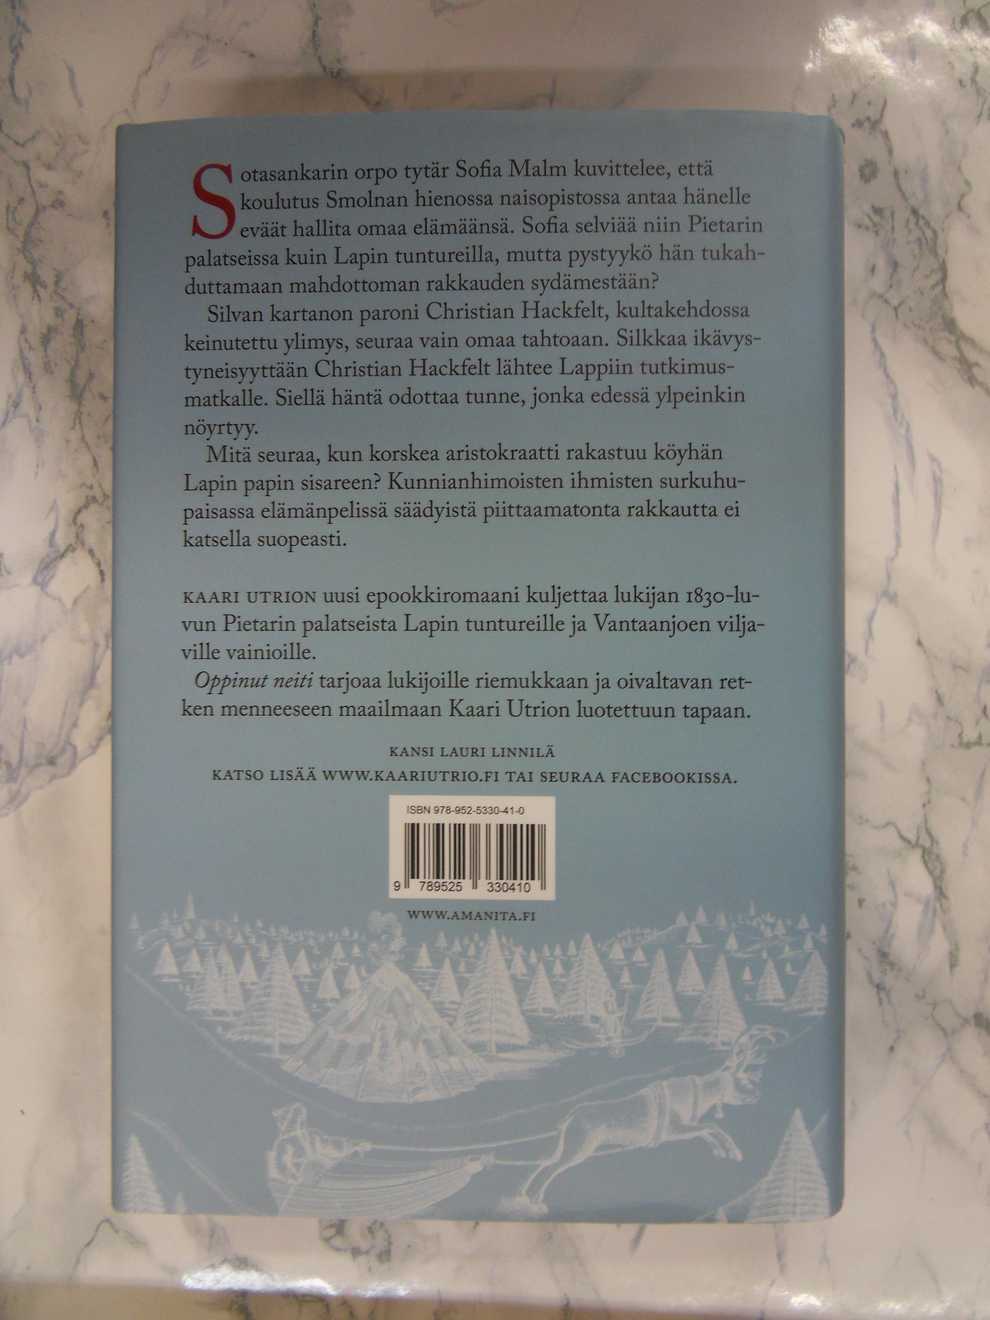 Sotasankarin orpo tytär Sofia Malm kuvittelee, että
koulutus Smolnan hienossa naisopistossa antaa hänelle
eväät hallita omaa elämäänsä. Sofia selviää niin Pietarin
palatseissa kuin Lapin tuntureilla, mutta pystyykö hän tukah-
duttamaan mahdottoman rakkauden sydämestään?
Silvan kartanon paroni Christian Hackfelt, kultakehdossa
keinutettu ylimys, seuraa vain omaa tahtoaan. Silkkaa ikävys-
tyneisyyttään Christian Hackfelt lähtee Lappiin tutkimus-
matkalle. Siellä häntä odottaa tunne, jonka edessä ylpeinkin
nöyrtyy.
Mitä seuraa, kun korskea aristokraatti rakastuu köyhän
Lapin papin sisareen? Kunnianhimoisten ihmisten surkuhu-
paisassa elämänpelissä säädyistä piittaamatonta rakkautta ei
katsella suopeasti.
KAARI UTRION uusi epookkiromaani kuljettaa lukijan 1830-lu-
vun Pietarin palatseista Lapin tuntureille ja Vantaanjoen vilja-
ville vainioille.
Oppinut neiti tarjoaa lukijoille riemukkaan ja oivaltavan ret-
ken menneeseen maailmaan Kaari Utrion luotettuun tapaan.
KANSI LAURI LINNILÄ
KATSO LISÄÄ WWW.KAARIUTRIO.FI TAI SEURAA FACEBOOKISSA.
ISBN 978-952-5330-41-0
9 789525 330410
WWW.AMANITA.FI